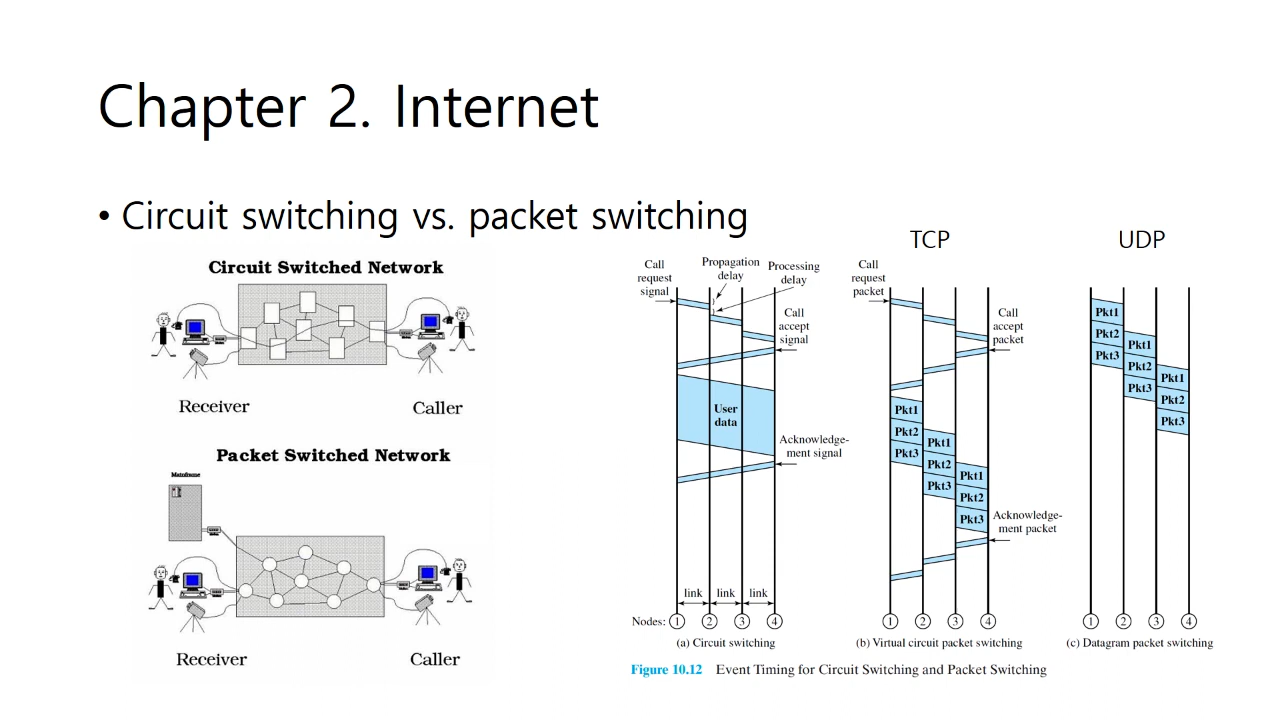 Chapter 2. Internet
• Circuit switching vs. packet switching
Circuit Switched Network
Receiver
Caller
Packet Switched Network
Mainframe
Receiver
Caller
TCP
UDP
Call
request
signal
Propagation
delay
Processing
delay
Call
accept
signal
User
data
Acknowledge-
ment signal
link
link
link
Nodes:
1
2
3
4
(a) Circuit switching
Call
request
packet
Call
accept
packet
Pkt1
Pkt2
Pkt3
Pkt1
Pkt2
Pkt3
Pkt1
Pkt2
Pkt3
Acknowledge-
ment packet
1
2
3
4
(b) Virtual circuit packet switching
Pkt1
Pkt2
Pkt3
Pkt1
Pkt2
Pkt3
Pkt1
Pkt2
Pkt3
1
2
3
4
(c) Datagram packet switching
Figure 10.12 Event Timing for Circuit Switching and Packet Switching